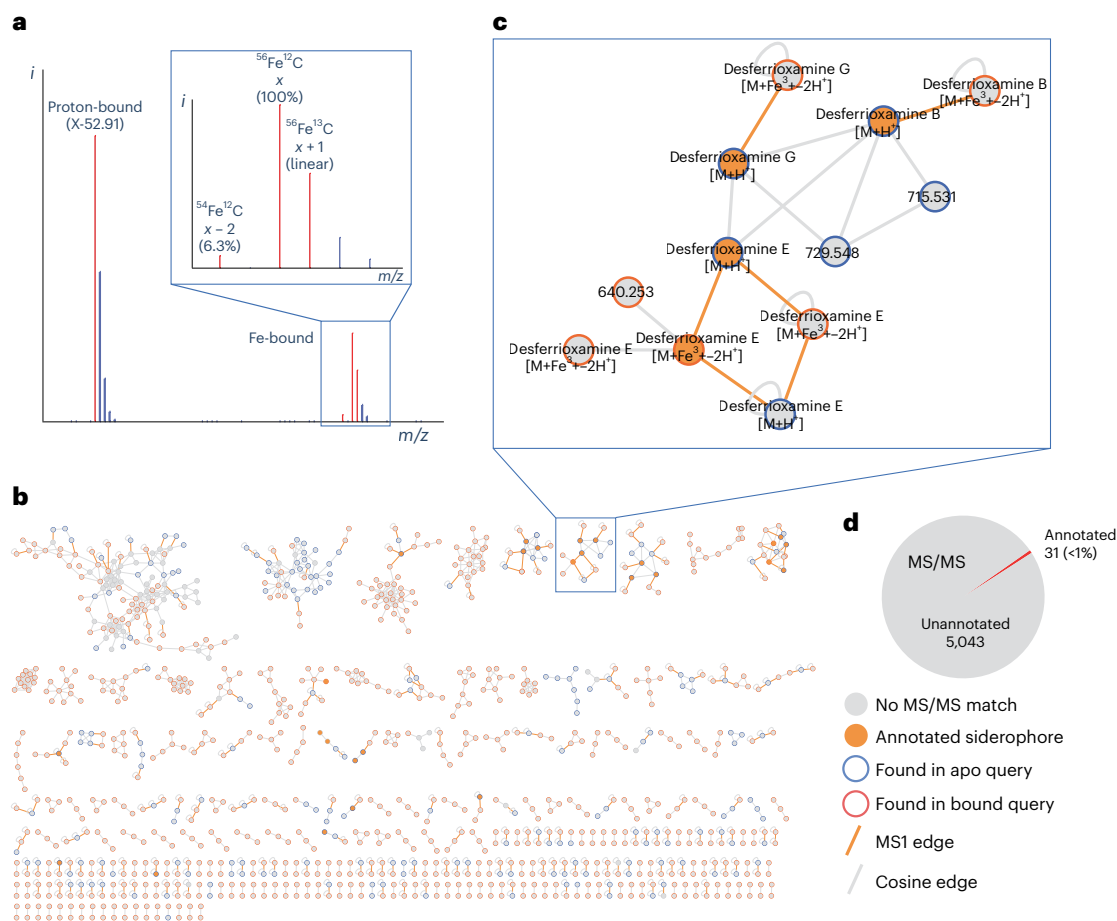 a
i
Proton-bound
(X-52.91)
i
⁵⁶Fe¹²C
x
(100%)
⁵⁶Fe¹³C
x + 1
(linear)
⁵⁴Fe¹²C
x − 2
(6.3%)
m/z
Fe-bound
m/z
c
Desferrioxamine G
[M+Fe³+−2H⁺]
Desferrioxamine B
[M+Fe³+−2H⁺]
Desferrioxamine B
[M+H⁺]
Desferrioxamine G
[M+H⁺]
715.531
Desferrioxamine E
[M+H⁺]
729.548
640.253
Desferrioxamine E
[M+Fe³+−2H⁺]
Desferrioxamine E
[M+Fe³+−2H⁺]
Desferrioxamine E
[M+Fe³+−2H⁺]
Desferrioxamine E
[M+H⁺]
b
d
MS/MS
Annotated
31 (<1%)
Unannotated
5,043
No MS/MS match
Annotated siderophore
Found in apo query
Found in bound query
MS1 edge
Cosine edge